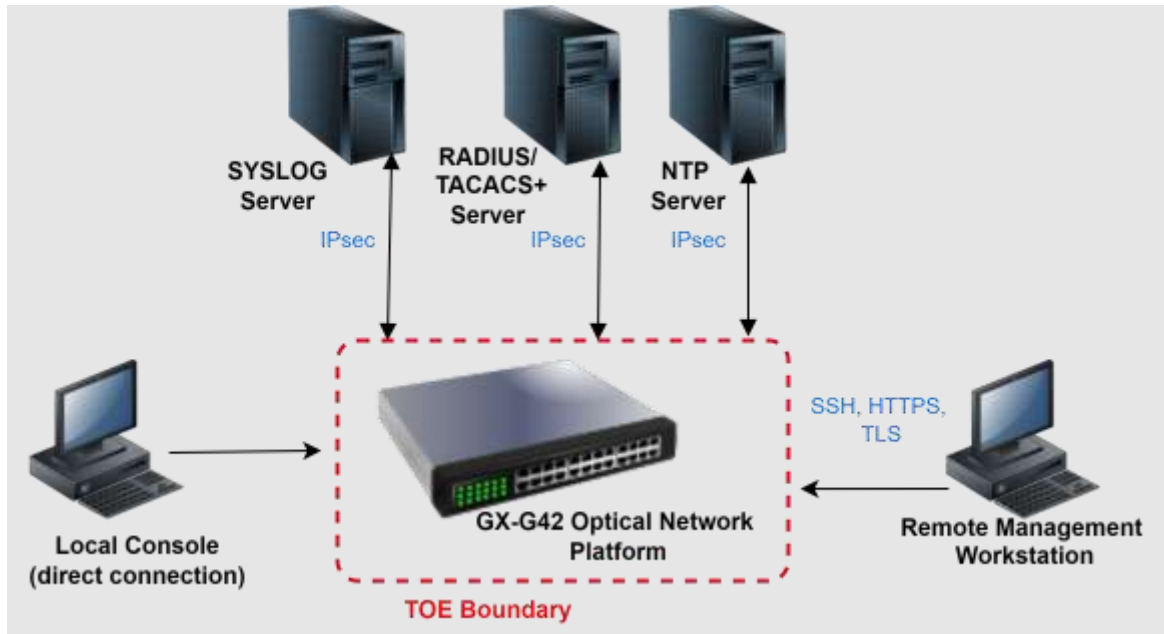 SYSLOG
Server
RADIUS/
TACACS+
Server
NTP
Server
IPsec
IPsec
IPsec
SSH, HTTPS,
TLS
GX-G42 Optical Network
Platform
Local Console
(direct connection)
Remote Management
Workstation
TOE Boundary